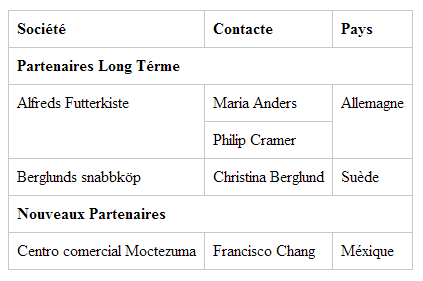 Société Contacte Pays
Partenaires Long Térme
Alfreds Futterkiste Maria Anders Allemagne
Philip Cramer
Berglunds snabbköp Christina Berglund Suède
Nouveaux Partenaires
Centro comercial Moctezuma Francisco Chang Méxique